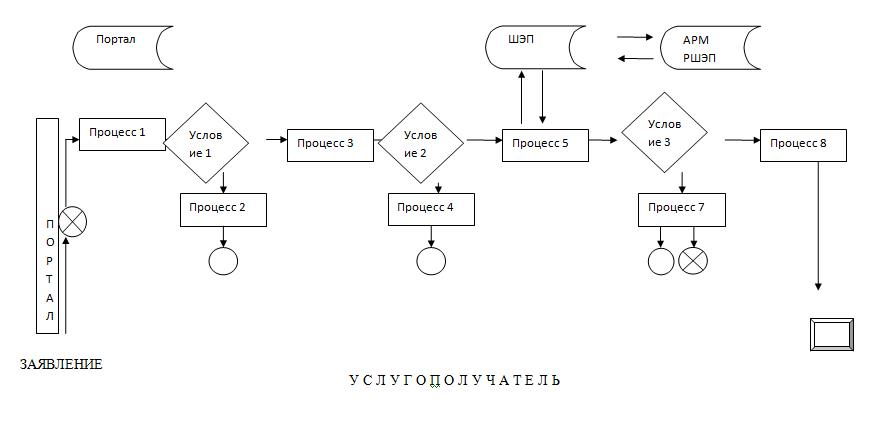 Портал
ШЭП
АРМ
РШЭП
Процесс 1
Услов
ие 1
Процесс 3
Услов
ие 2
Процесс 5
Услов
ие 3
Процесс 8
Процесс 2
Процесс 4
Процесс 7
П
О
Р
Т
А
Л
ЗАЯВЛЕНИЕ
У С Л У Г О П О Л У Ч А Т Е Л Ь